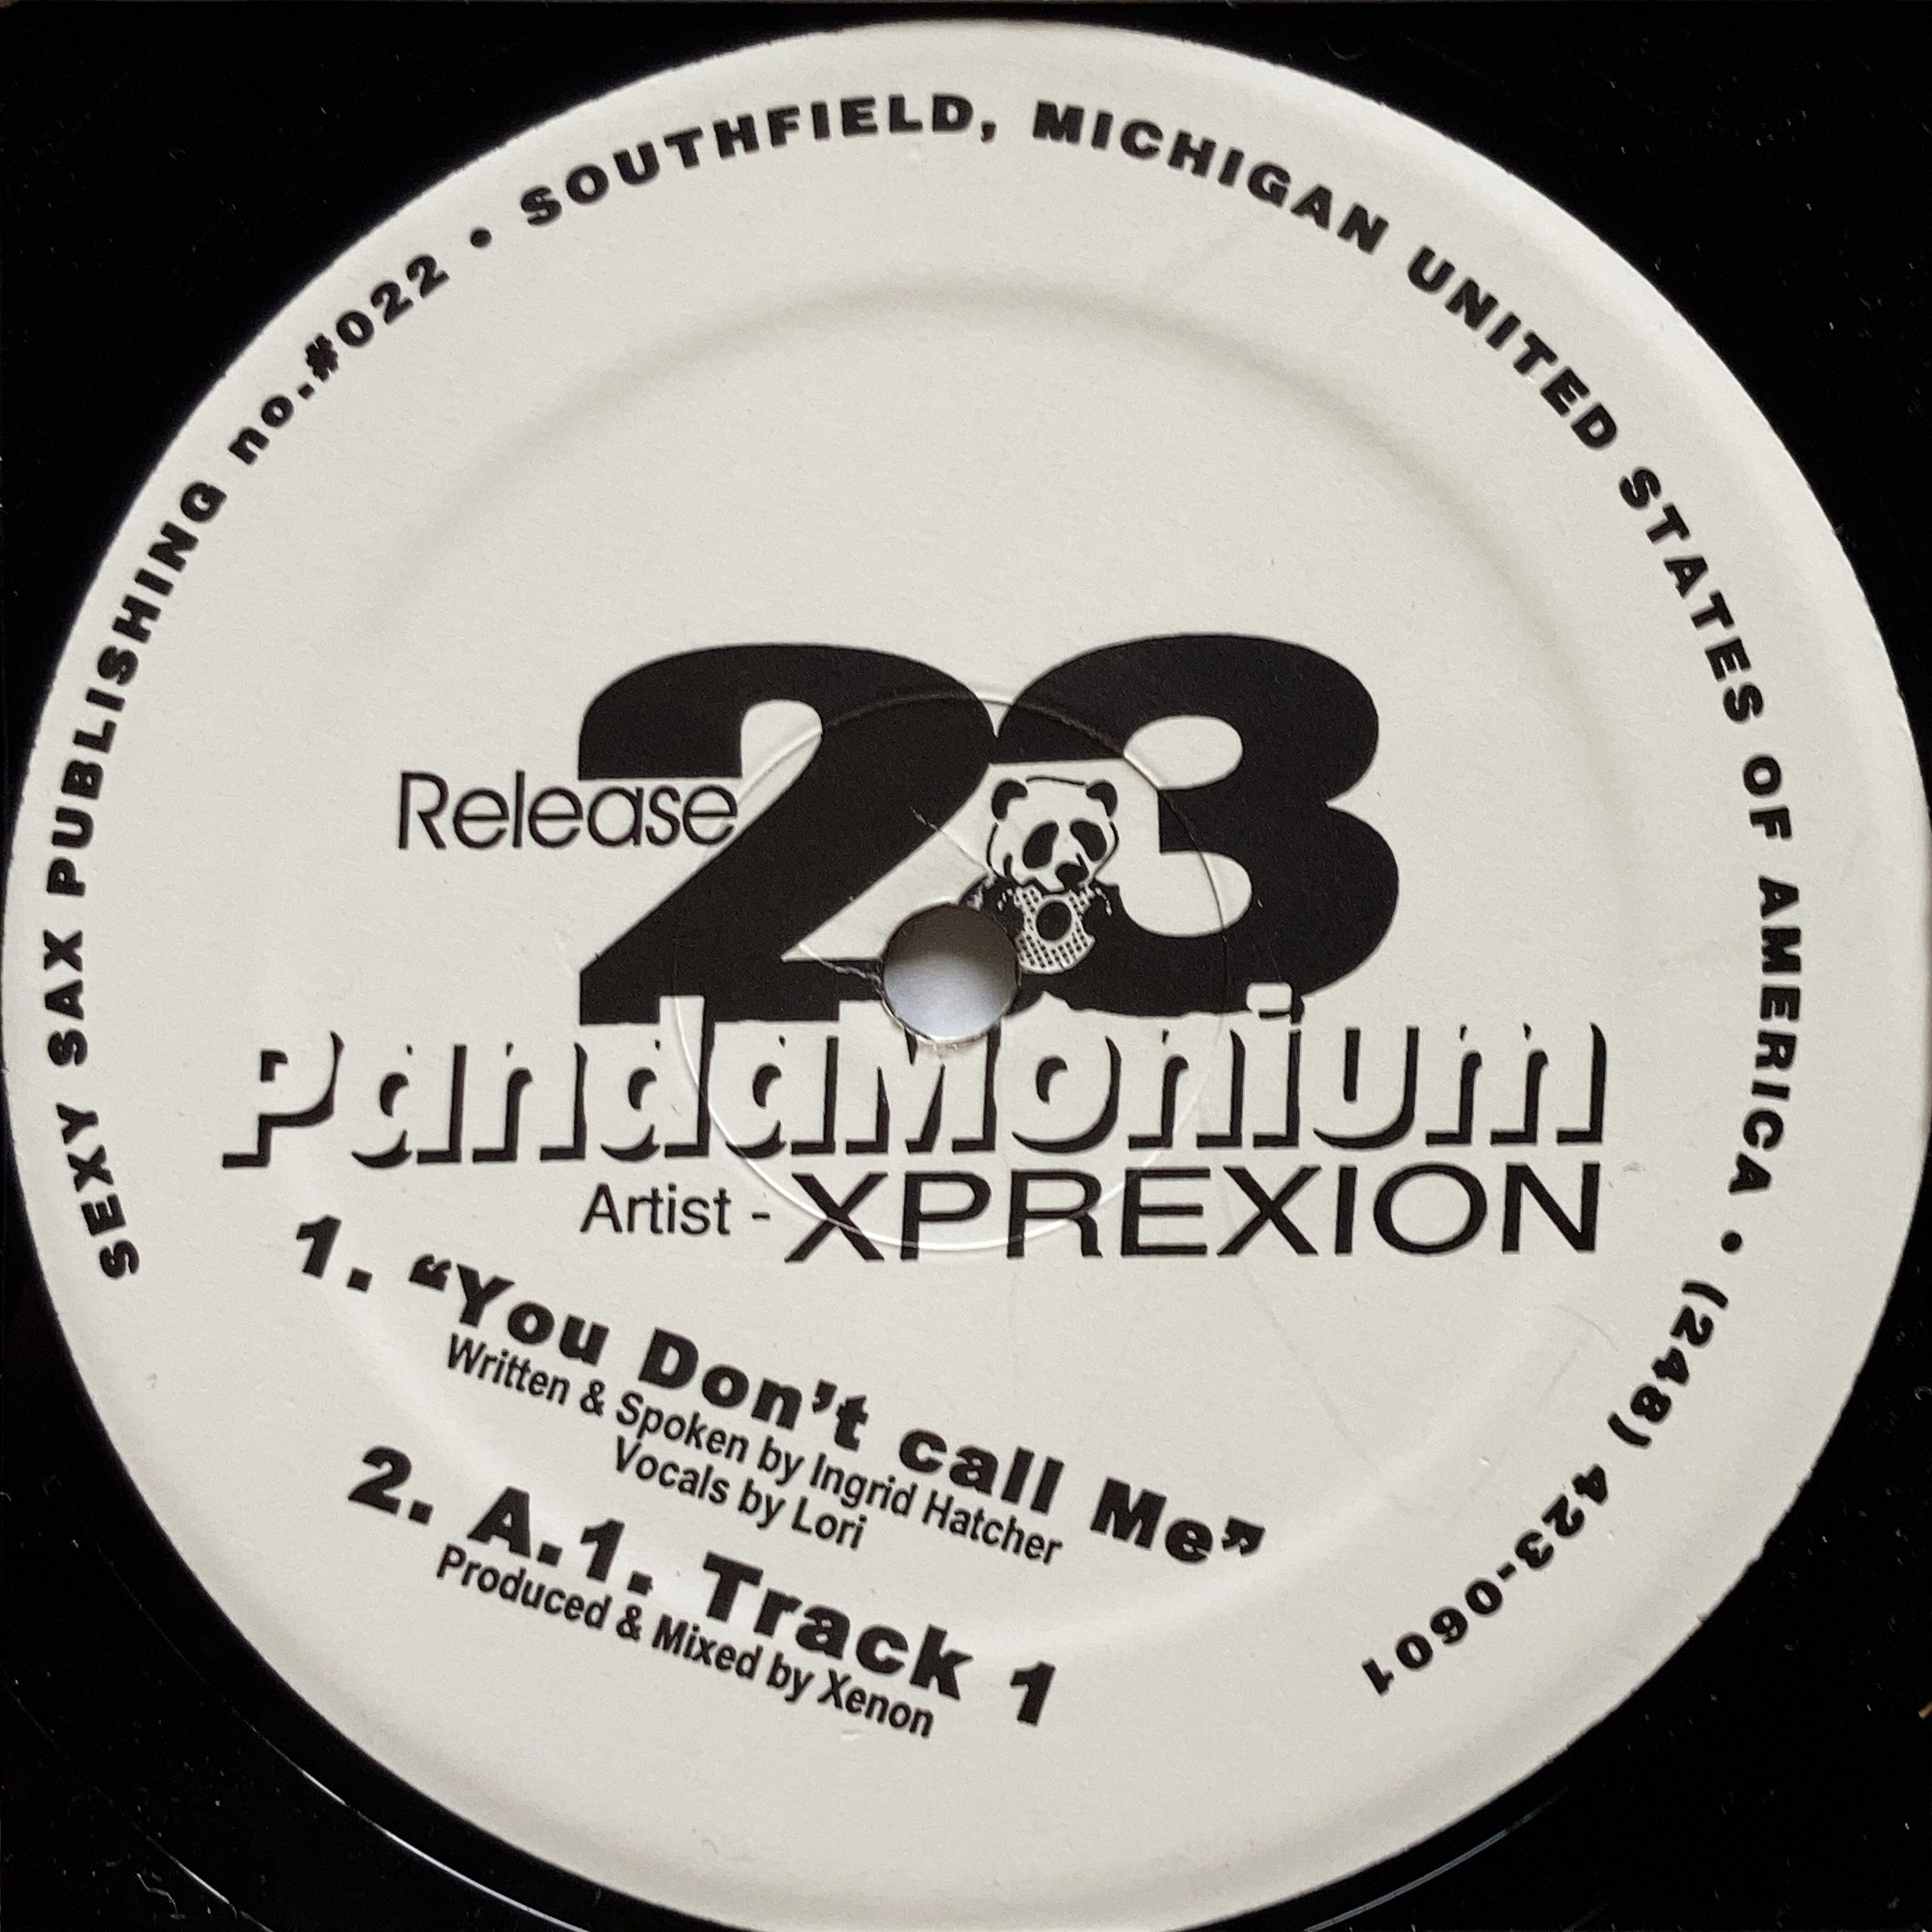 SEXY SAX PUBLISHING no.#022 • SOUTHFIELD, MICHIGAN UNITED STATES OF AMERICA • (248) 423-0601
Release 23
PandaMonium
Artist - XPREXION
1. “You Don’t call Me”
Written & Spoken by Ingrid Hatcher
Vocals by Lori
2. A.1. Track 1
Produced & Mixed by Xenon